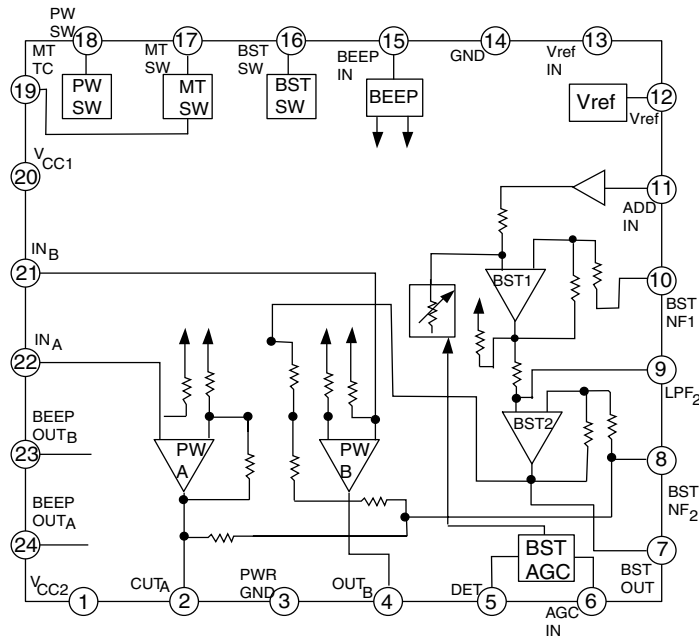 PW
SW
18
MT
SW
17
BST
SW
16
BEEP
IN
15
GND
14
Vref
IN
13
MT
TC
19
PW
SW
MT
SW
BST
SW
BEEP
Vref
12
Vref
VCC1
20
11
ADD
IN
INB
21
BST1
10
BST
NF1
INA
22
9
LPF2
BEEP
OUTB
23
PW
A
PW
B
BST2
8
BST
NF2
BEEP
OUTA
24
BST
AGC
7
BST
OUT
VCC2
1
CUTA
2
PWR
GND
3
OUTB
4
DET
5
AGC
IN
6